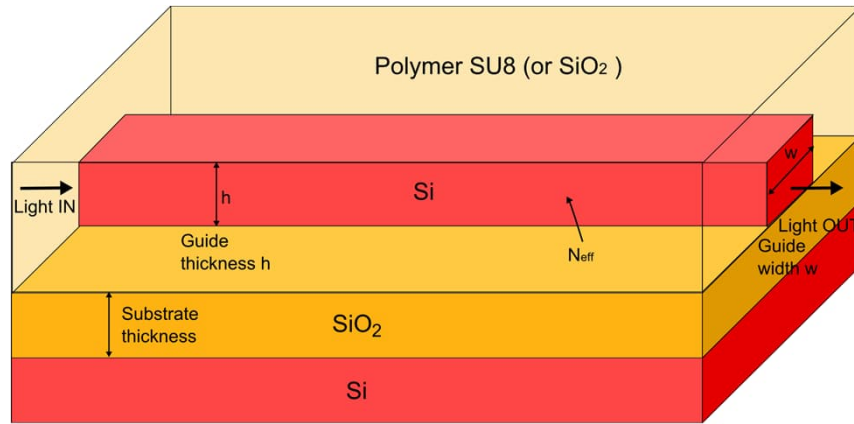 Polymer SU8 (or SiO₂ )
w
h
Si
Light IN
Light OUT
Guide
thickness h
Neff
Guide
width w
Substrate
thickness
SiO₂
Si